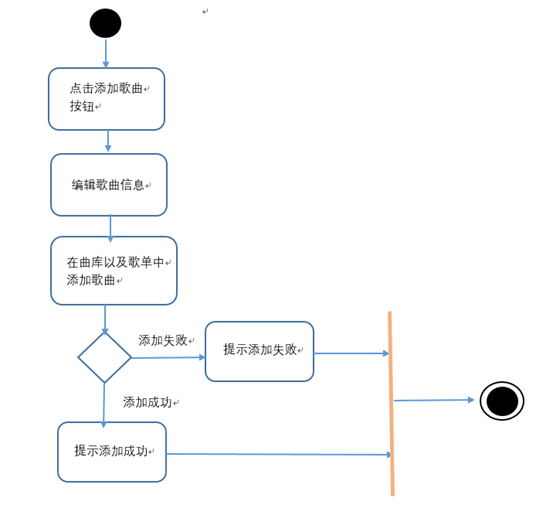 点击添加歌曲
按钮
编辑歌曲信息
在曲库以及歌单中
添加歌曲
添加失败
提示添加失败
添加成功
提示添加成功